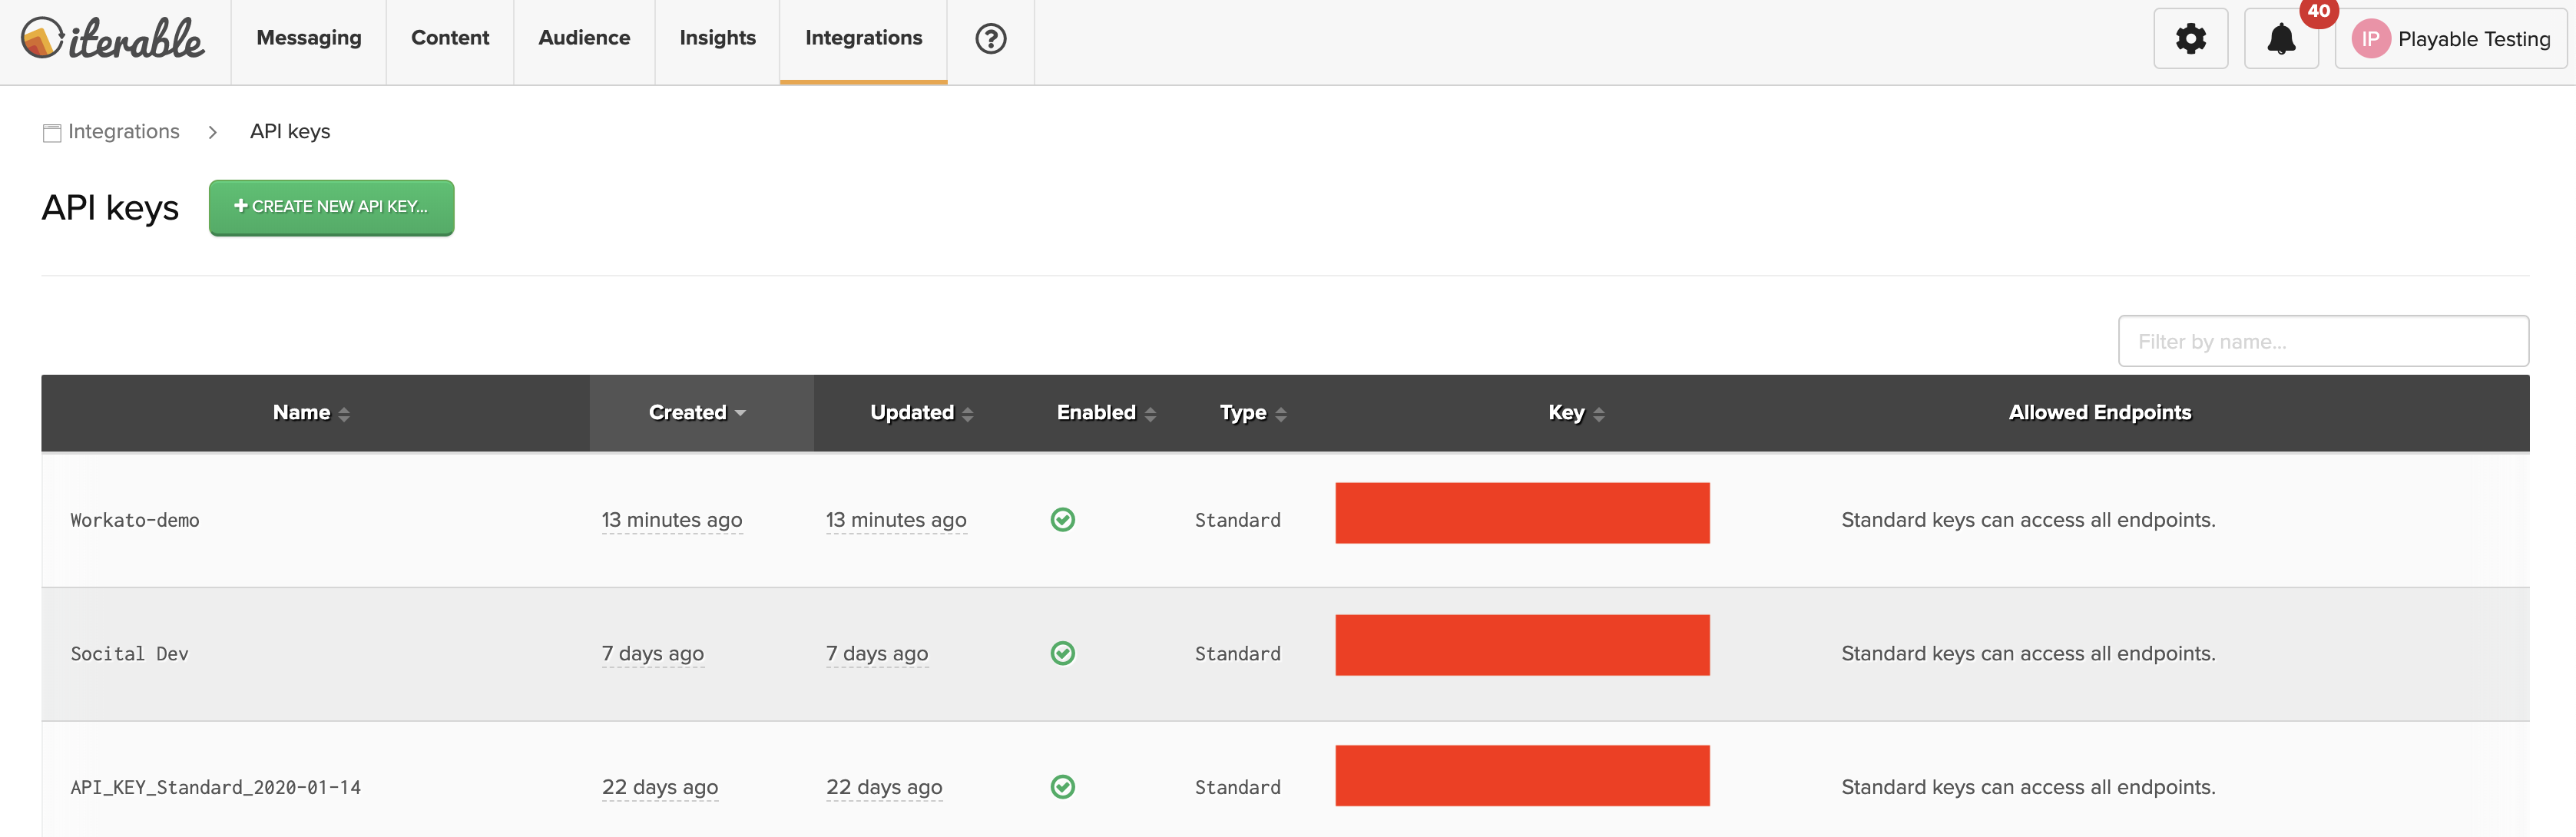 iterable Messaging Content Audience Insights Integrations ? 40 IP Playable Testing
Integrations > API keys
API keys + CREATE NEW API KEY...
Filter by name...
Name Created Updated Enabled Type Key Allowed Endpoints
Workato-demo 13 minutes ago 13 minutes ago Standard Standard keys can access all endpoints.
Socital Dev 7 days ago 7 days ago Standard Standard keys can access all endpoints.
API_KEY_Standard_2020-01-14 22 days ago 22 days ago Standard Standard keys can access all endpoints.